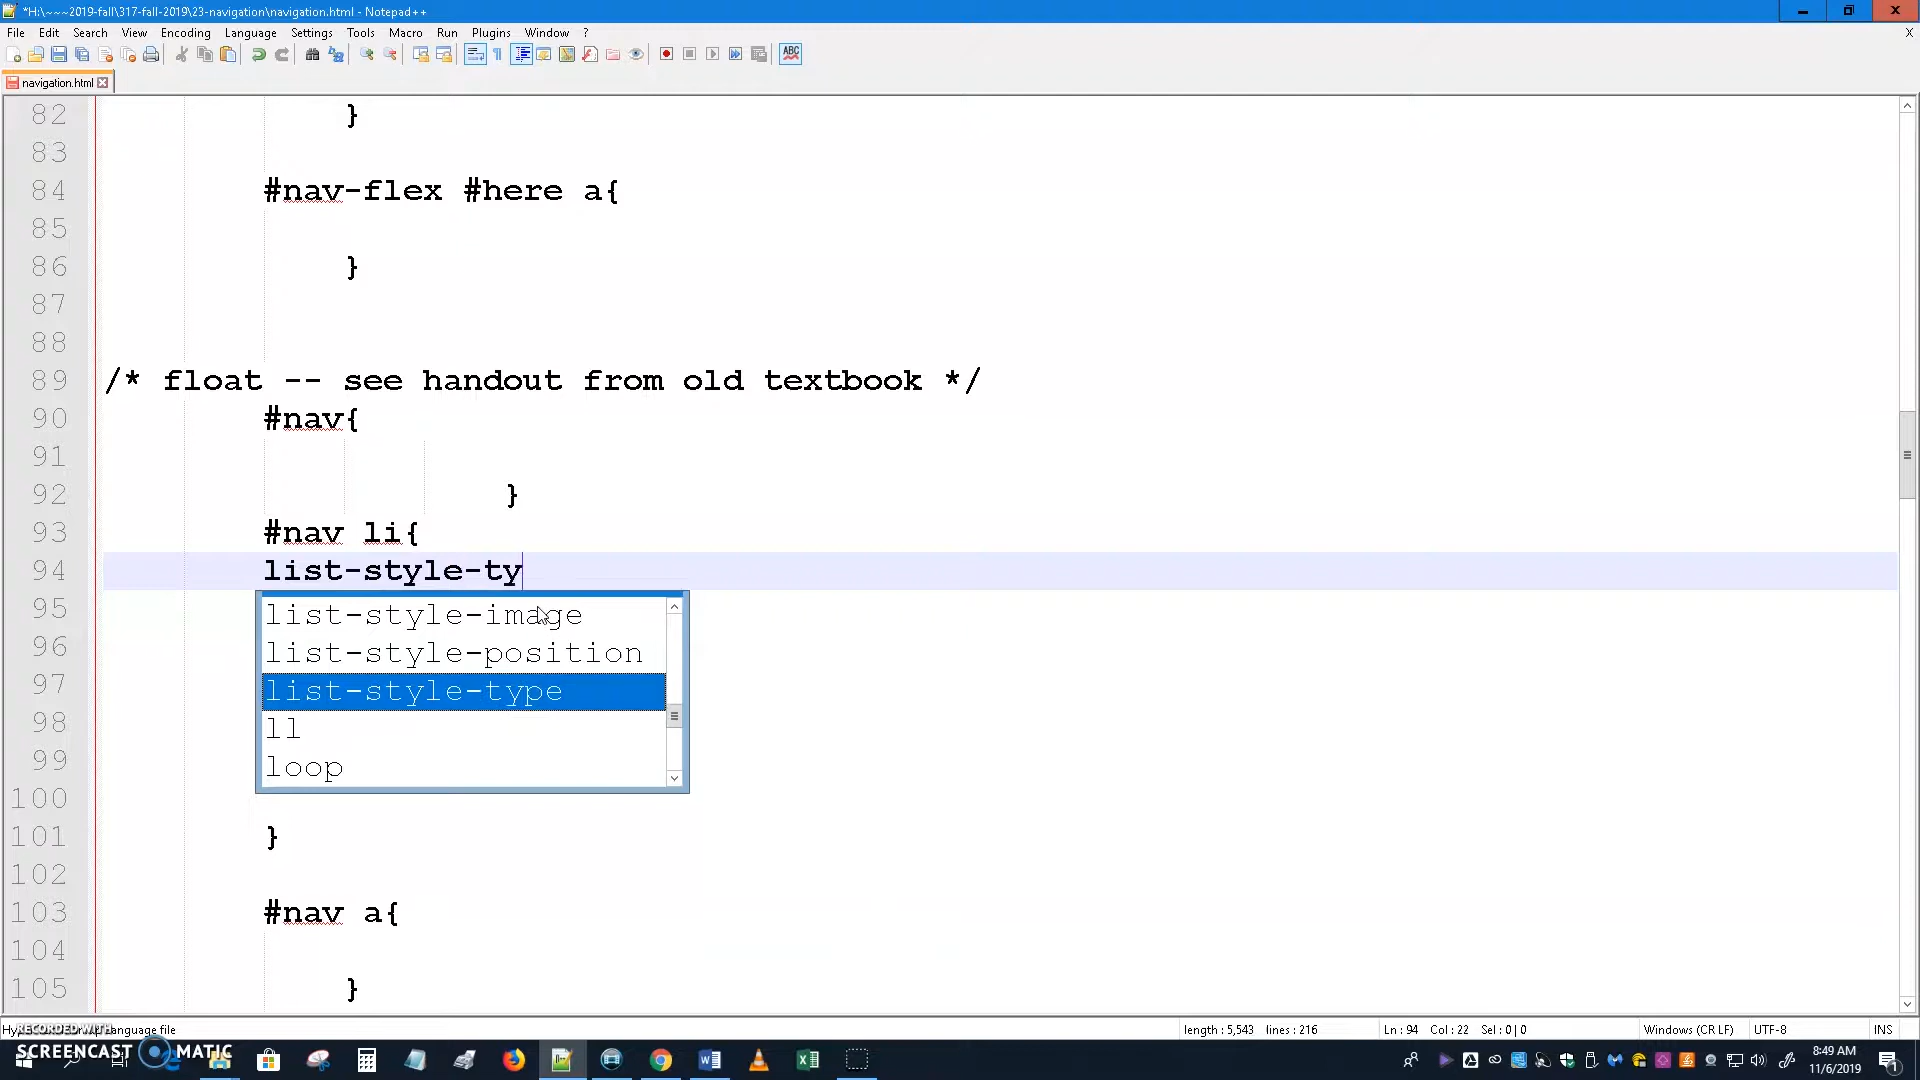 *H:\~~~2019-fall\317-fall-2019\23-navigation\navigation.html - Notepad++
File Edit Search View Encoding Language Settings Tools Macro Run Plugins Window ? X
ABC
navigation.html
82 }
83
84 #nav-flex #here a{
85
86 }
87
88
89 /* float -- see handout from old textbook */
90 #nav{
91
92 }
93 #nav li{
94 list-style-ty
95 list-style-image
96 list-style-position
97 list-style-type
98 ll
99 loop
100
101 }
102
103 #nav a{
104
105 }
length : 5,543 lines : 216 Ln : 94 Col : 22 Sel : 0 | 0 Windows (CR LF) UTF-8 INS
RECORDED WITH
SCREENCAST MATIC
8:49 AM
11/6/2019